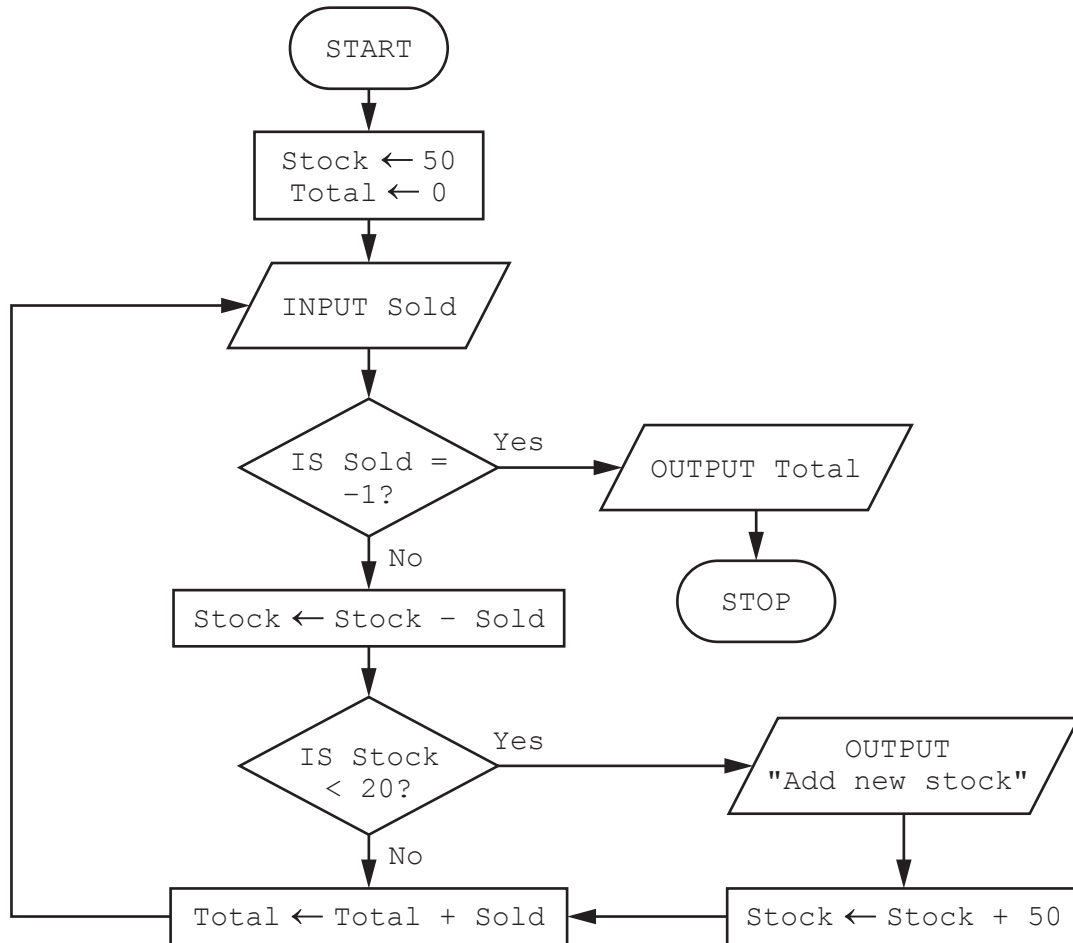 START
Stock ← 50
Total ← 0
INPUT Sold
IS Sold =
–1?
Yes
OUTPUT Total
No
STOP
Stock ← Stock – Sold
IS Stock
< 20?
Yes
OUTPUT
"Add new stock"
No
Total ← Total + Sold
Stock ← Stock + 50